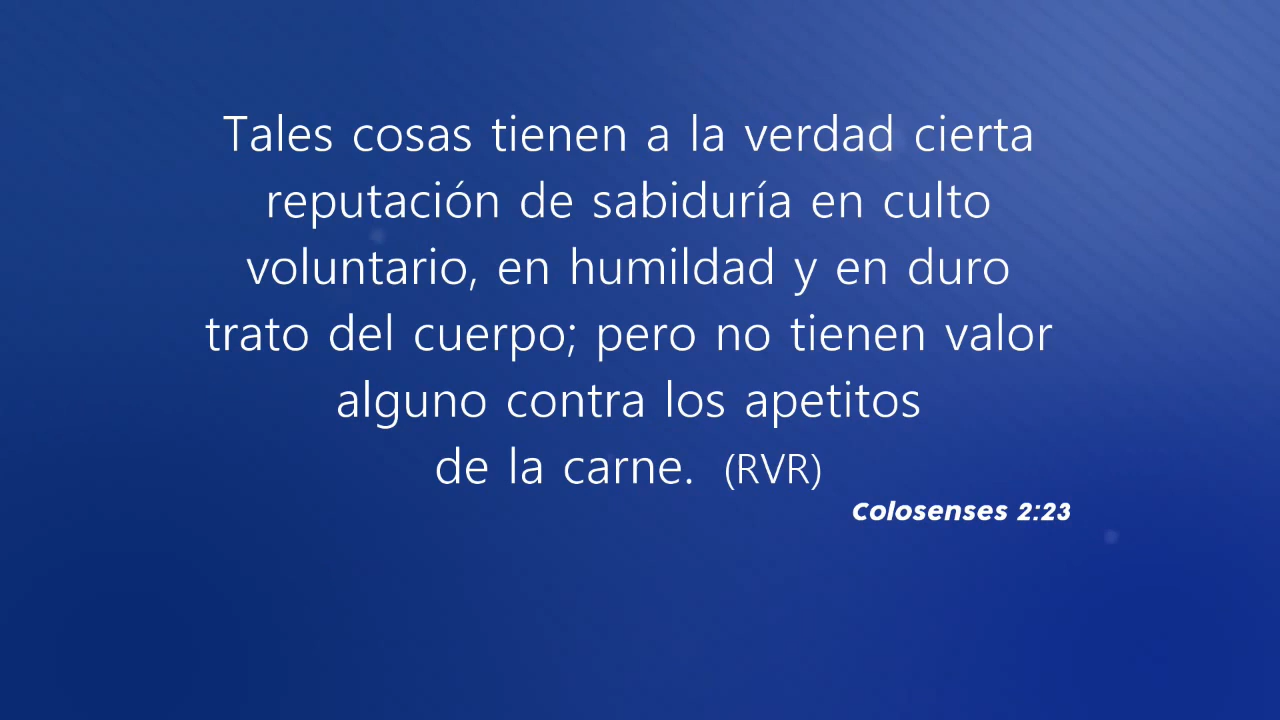 Tales cosas tienen a la verdad cierta
reputación de sabiduría en culto
voluntario, en humildad y en duro
trato del cuerpo; pero no tienen valor
alguno contra los apetitos
de la carne. (RVR)
Colosenses 2:23